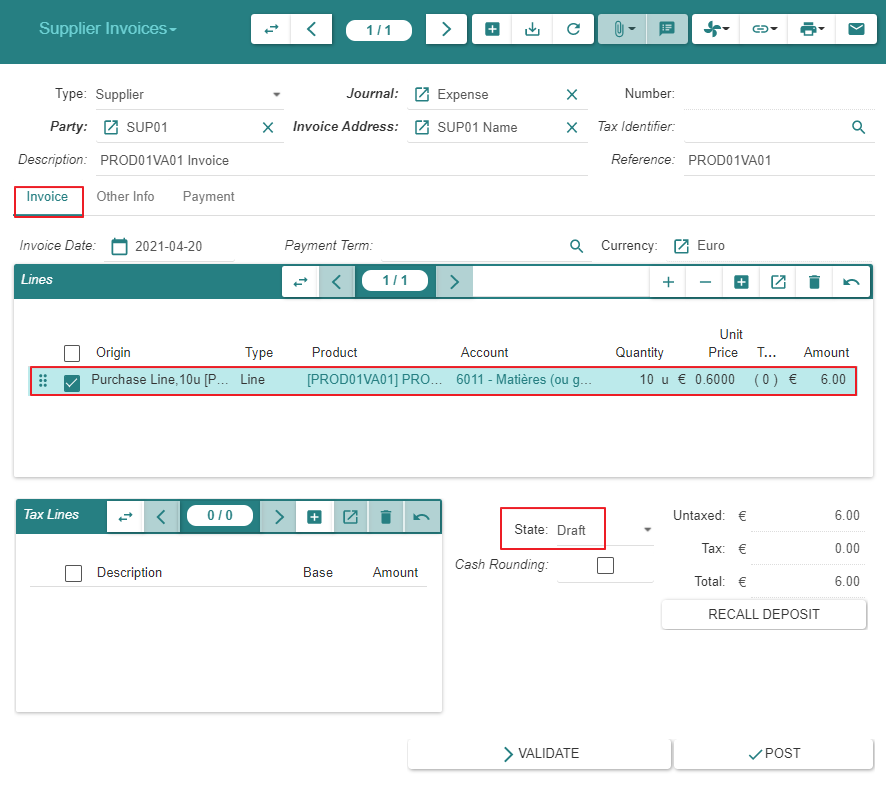 Supplier Invoices
1 / 1
Type: Supplier Journal: Expense Number:
Party: SUP01 Invoice Address: SUP01 Name Tax Identifier:
Description: PROD01VA01 Invoice Reference: PROD01VA01
Invoice Other Info Payment
Invoice Date: 2021-04-20 Payment Term: Currency: Euro
Lines 1 / 1
Origin Type Product Account Quantity Unit Price T... Amount
Purchase Line,10u [P... Line [PROD01VA01] PRO... 6011 - Matières (ou g... 10 u € 0.6000 ( 0 ) € 6.00
Tax Lines 0 / 0
Description Base Amount
State: Draft
Cash Rounding:
Untaxed: € 6.00
Tax: € 0.00
Total: € 6.00
RECALL DEPOSIT
VALIDATE POST